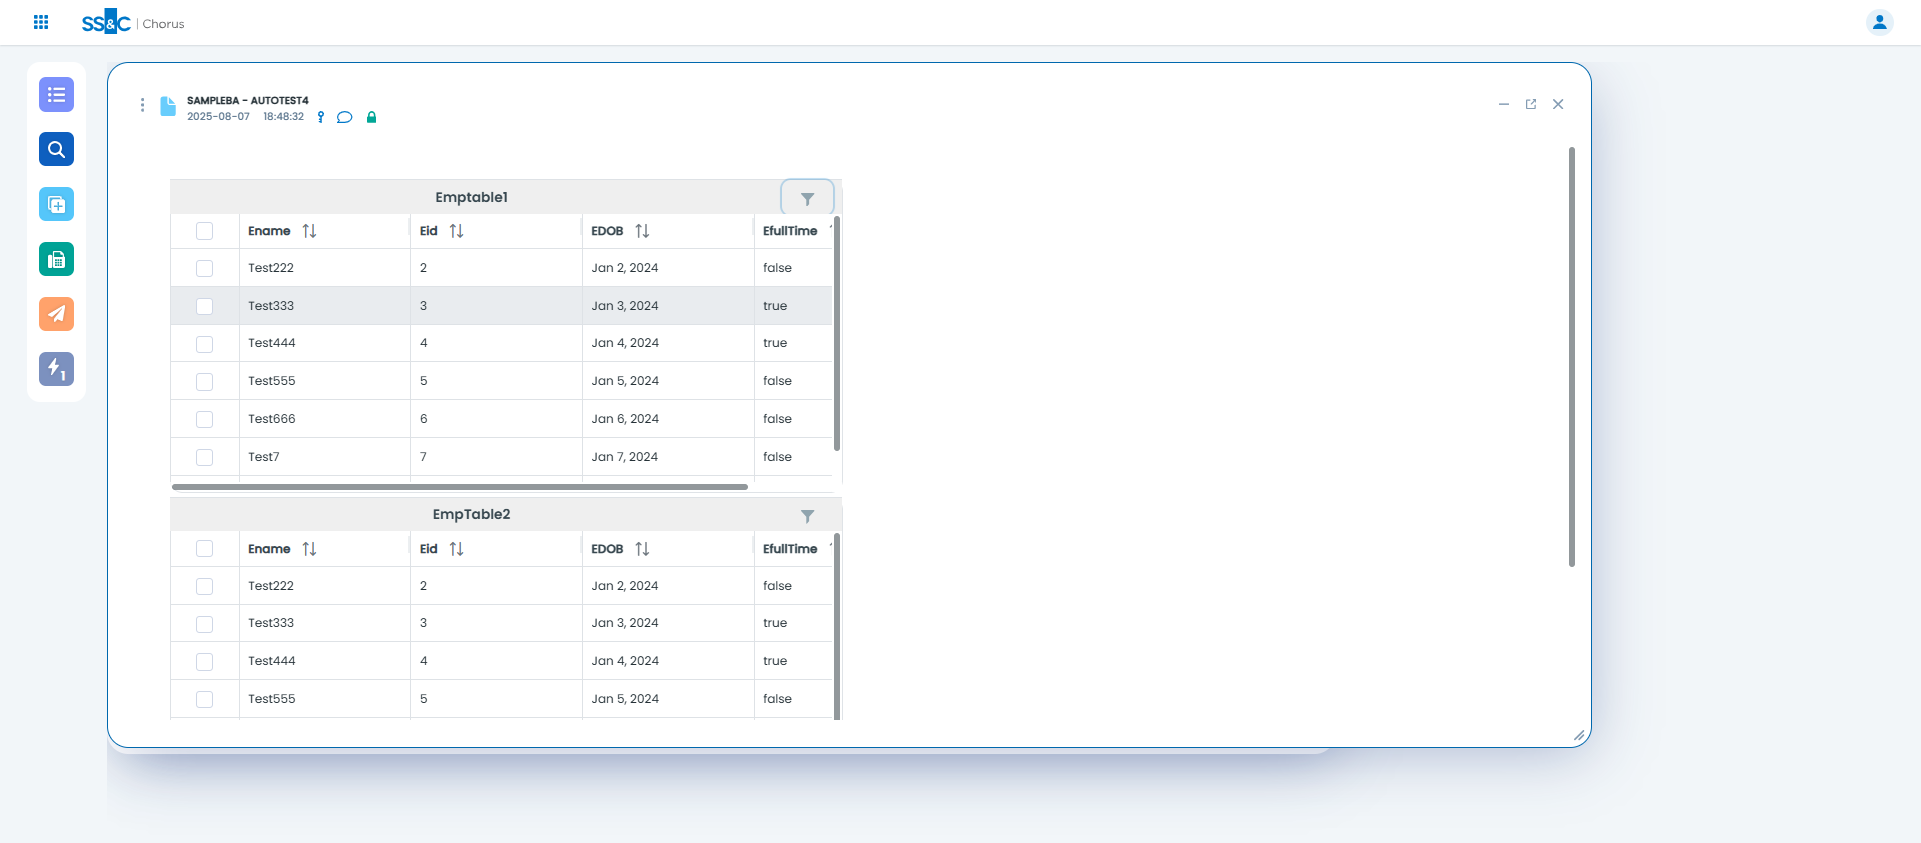 SS&C | Chorus
SAMPLEBA - AUTOTEST4
2025-08-07 18:48:32
Emptable1
Ename Eid EDOB EfullTime
Test222 2 Jan 2, 2024 false
Test333 3 Jan 3, 2024 true
Test444 4 Jan 4, 2024 true
Test555 5 Jan 5, 2024 false
Test666 6 Jan 6, 2024 false
Test7 7 Jan 7, 2024 false
1
EmpTable2
Ename Eid EDOB EfullTime
Test222 2 Jan 2, 2024 false
Test333 3 Jan 3, 2024 true
Test444 4 Jan 4, 2024 true
Test555 5 Jan 5, 2024 false